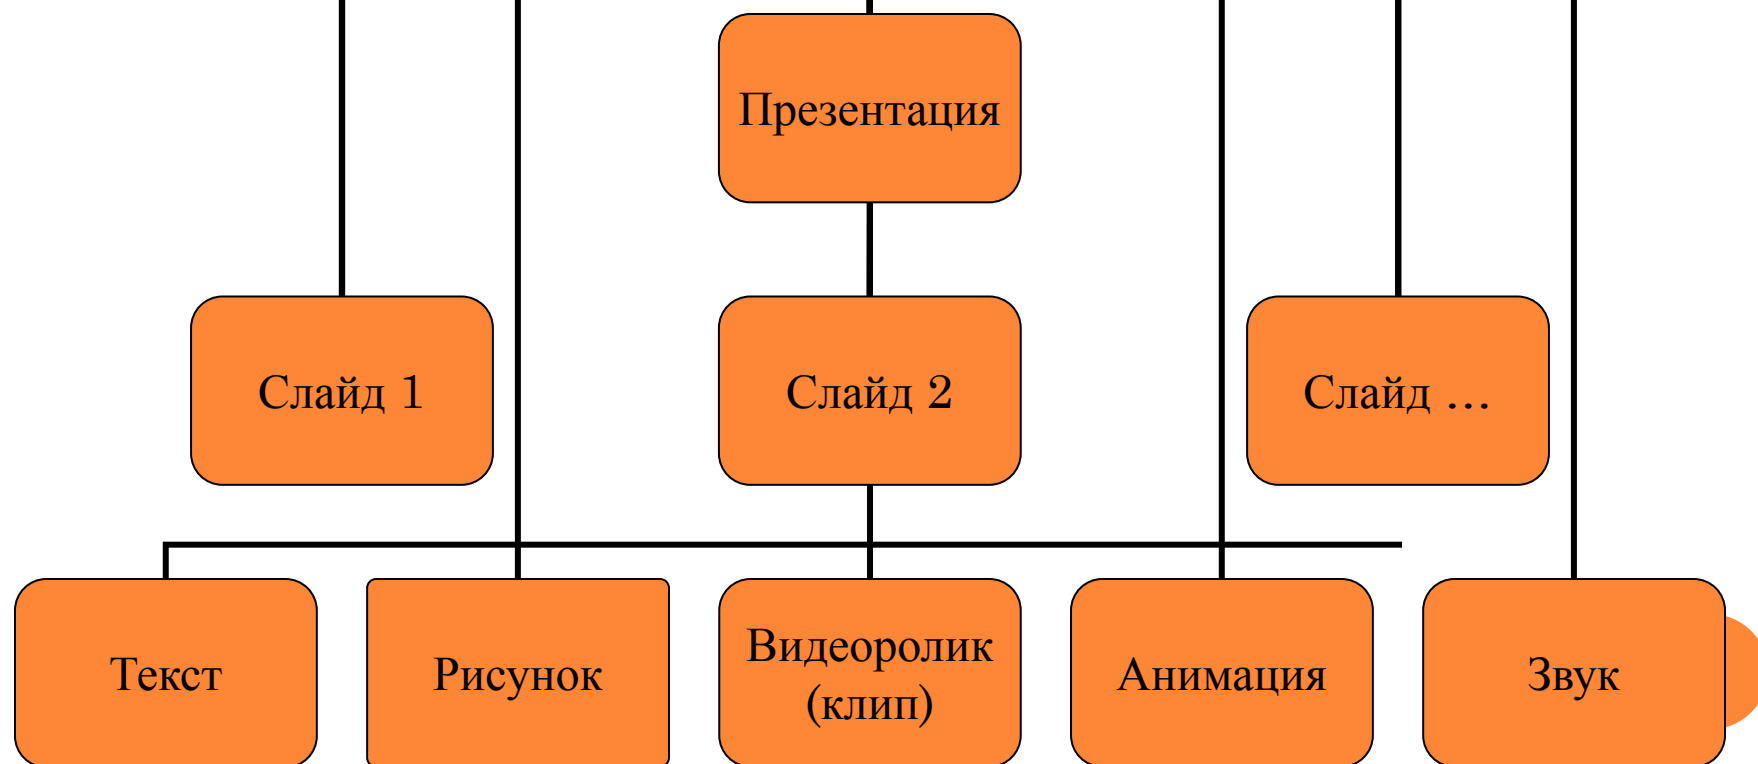 Презентация
Слайд 1
Слайд 2
Слайд ...
Текст
Рисунок
Видеоролик
(клип)
Анимация
Звук